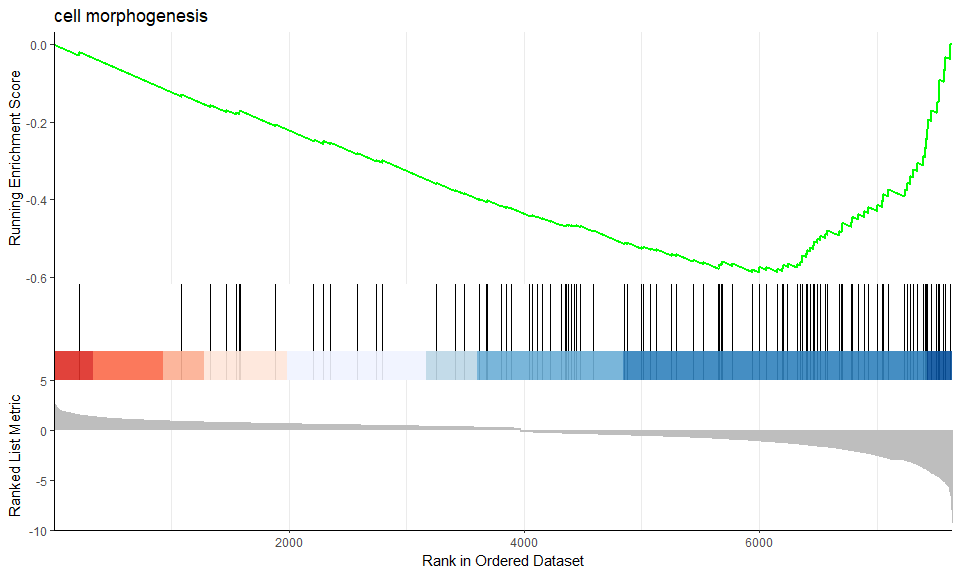 cell morphogenesis
Running Enrichment Score
0.0
-0.2
-0.4
-0.6
Ranked List Metric
5
0
-5
-10
2000
4000
6000
Rank in Ordered Dataset